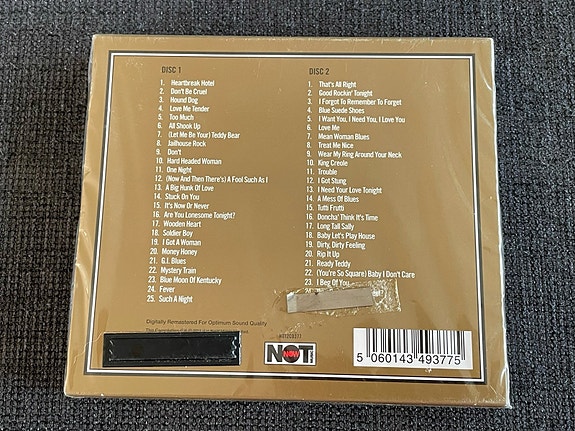 DISC 1
1. Heartbreak Hotel
2. Don't Be Cruel
3. Hound Dog
4. Love Me Tender
5. Too Much
6. All Shook Up
7. (Let Me Be Your) Teddy Bear
8. Jailhouse Rock
9. Don't
10. Hard Headed Woman
11. One Night
12. (Now And Then There's) A Fool Such As I
13. A Big Hunk Of Love
14. Stuck On You
15. It's Now Or Never
16. Are You Lonesome Tonight?
17. Wooden Heart
18. Soldier Boy
19. I Got A Woman
20. Money Honey
21. G.I. Blues
22. Mystery Train
23. Blue Moon Of Kentucky
24. Fever
25. Such A Night
DISC 2
1. That's All Right
2. Good Rockin' Tonight
3. I Forgot To Remember To Forget
4. Blue Suede Shoes
5. I Want You, I Need You, I Love You
6. Love Me
7. Mean Woman Blues
8. Treat Me Nice
9. Wear My Ring Around Your Neck
10. King Creole
11. Trouble
12. I Got Stung
13. I Need Your Love Tonight
14. A Mess Of Blues
15. Tutti Frutti
16. Doncha' Think It's Time
17. Long Tall Sally
18. Baby Let's Play House
19. Dirty, Dirty Feeling
20. Rip It Up
21. Ready Teddy
22. (You're So Square) Baby I Don't Care
23. I Beg Of You
Digitally Remastered For Optimum Sound Quality
NOT NOW
5 060143 493775